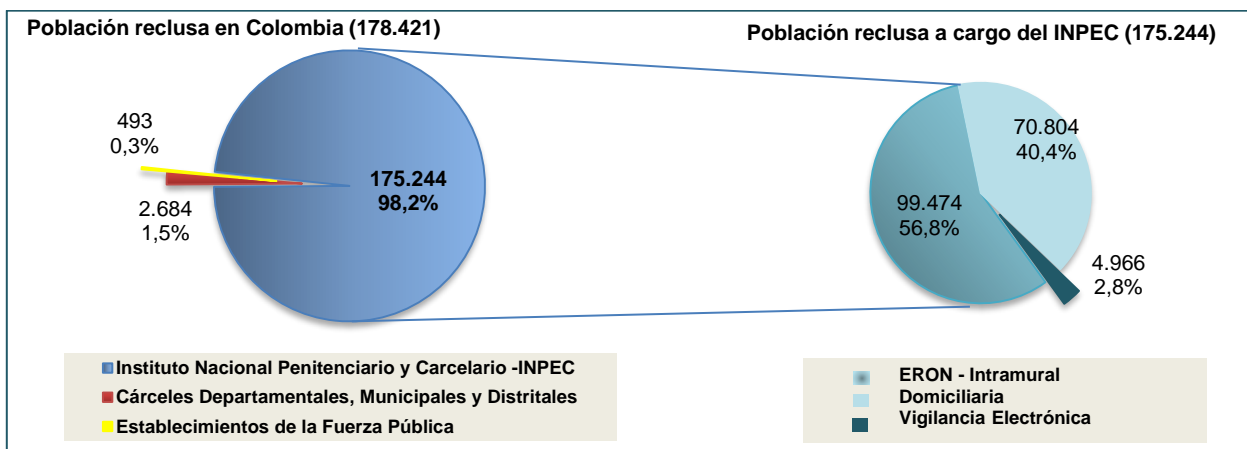 Población reclusa en Colombia (178.421)
493
0,3%
2.684
1,5%
175.244
98,2%
Instituto Nacional Penitenciario y Carcelario -INPEC
Cárceles Departamentales, Municipales y Distritales
Establecimientos de la Fuerza Pública
Población reclusa a cargo del INPEC (175.244)
70.804
40,4%
99.474
56,8%
4.966
2,8%
ERON - Intramural
Domiciliaria
Vigilancia Electrónica